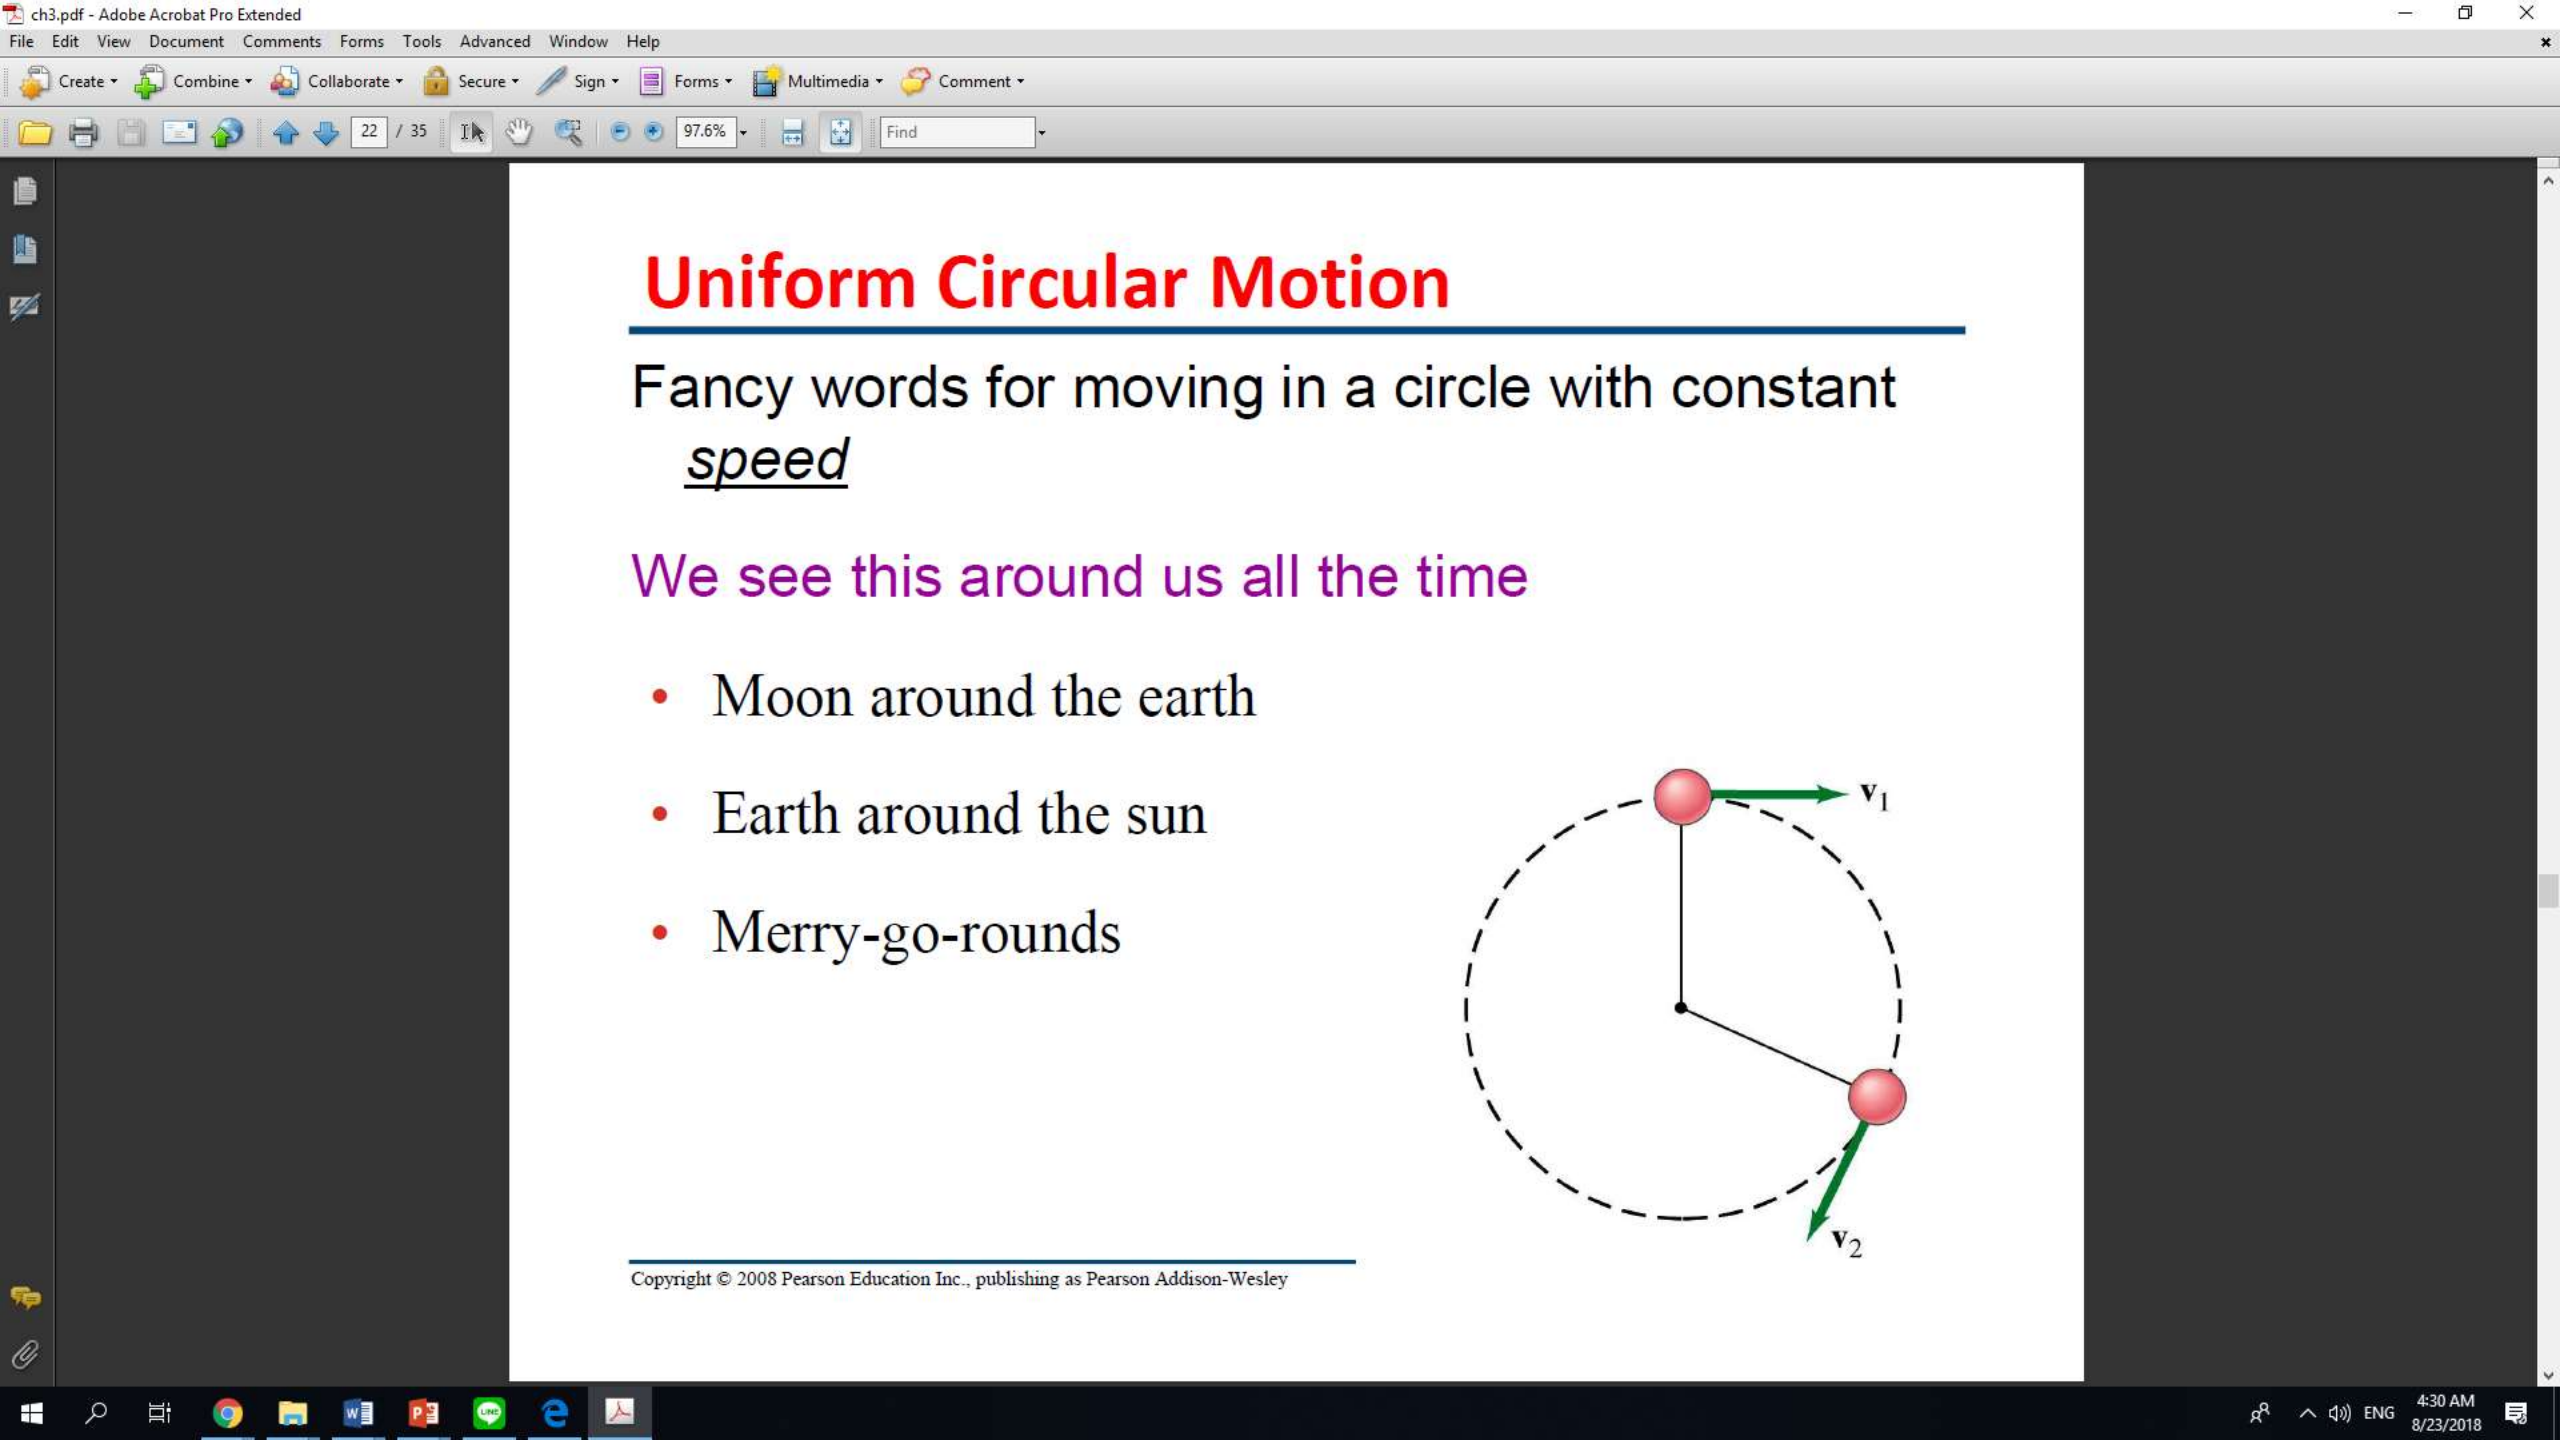 ch3.pdf - Adobe Acrobat Pro Extended
File Edit View Document Comments Forms Tools Advanced Window Help
Create Combine Collaborate Secure Sign Forms Multimedia Comment
22 / 35 97.6% Find
Uniform Circular Motion
Fancy words for moving in a circle with constant
speed
We see this around us all the time
• Moon around the earth
• Earth around the sun
• Merry-go-rounds
v1
v2
Copyright © 2008 Pearson Education Inc., publishing as Pearson Addison-Wesley
ENG
4:30 AM
8/23/2018